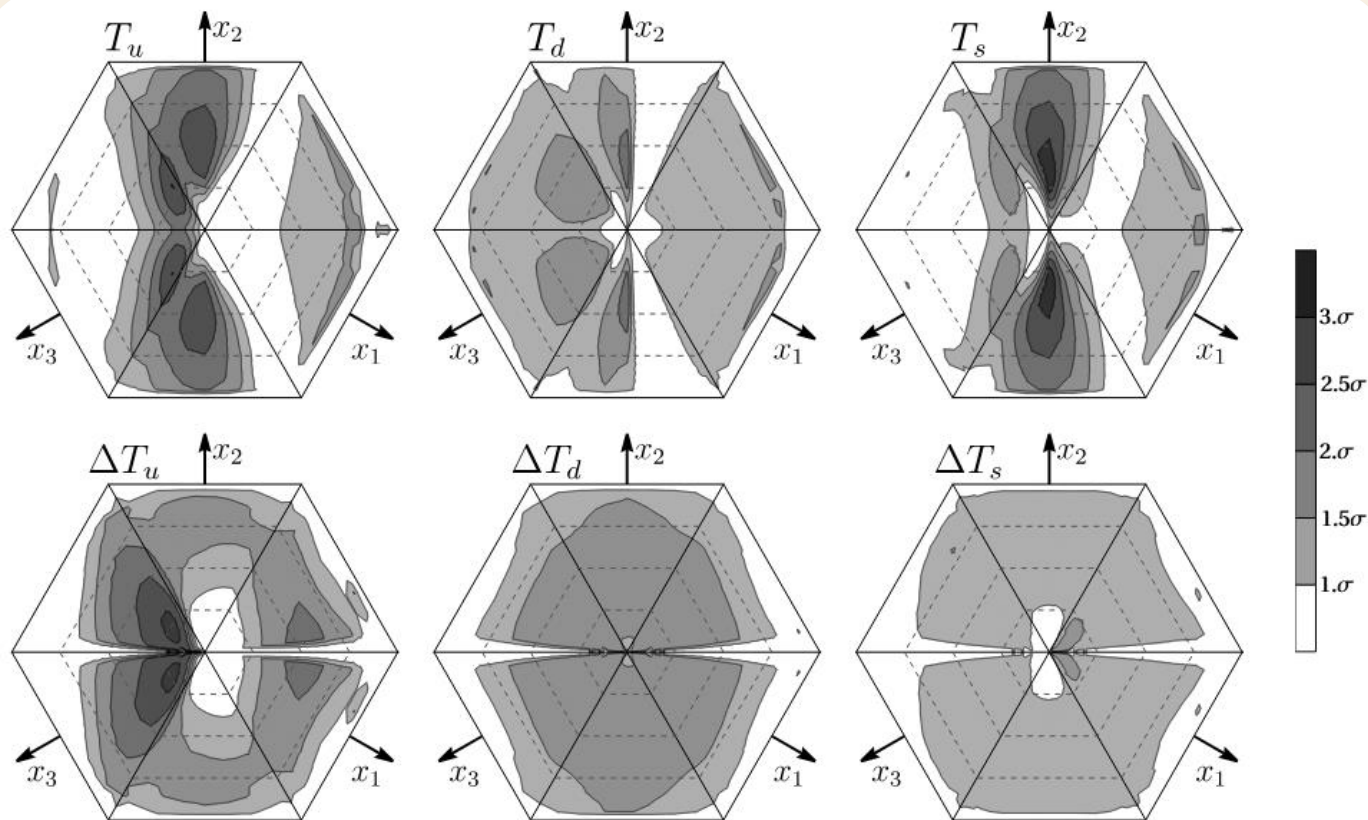 T_u x_2 T_d x_2 T_s x_2
x_3 x_1 x_3 x_1 x_3 x_1
3.σ
2.5σ
2.σ
1.5σ
1.σ
ΔT_u x_2 ΔT_d x_2 ΔT_s x_2
x_3 x_1 x_3 x_1 x_3 x_1